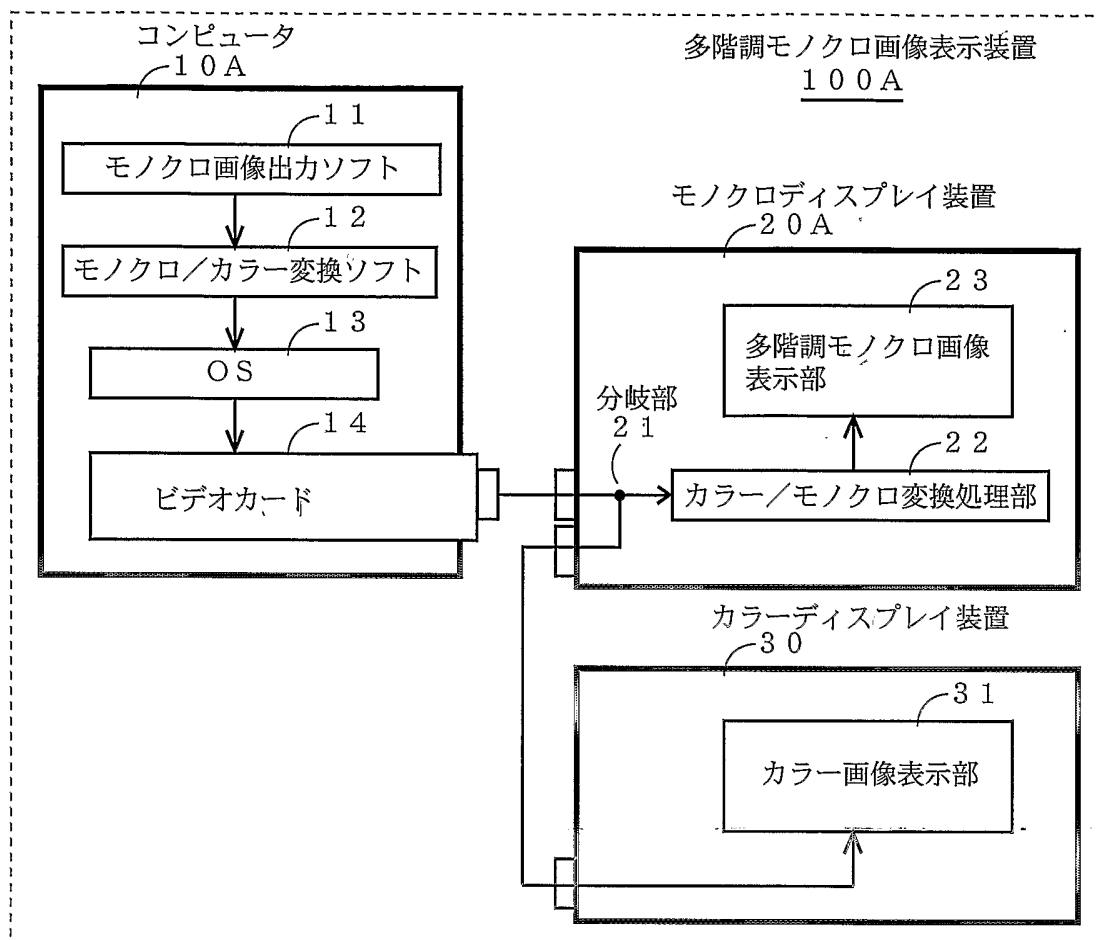 コンピュータ
１０Ａ
多階調モノクロ画像表示装置
１００Ａ
１１
モノクロ画像出力ソフト
１２
モノクロ／カラー変換ソフト
１３
ＯＳ
１４
ビデオカード
モノクロディスプレイ装置
２０Ａ
２３
多階調モノクロ画像
表示部
分岐部
２１
２２
カラー／モノクロ変換処理部
カラーディスプレイ装置
３０
３１
カラー画像表示部